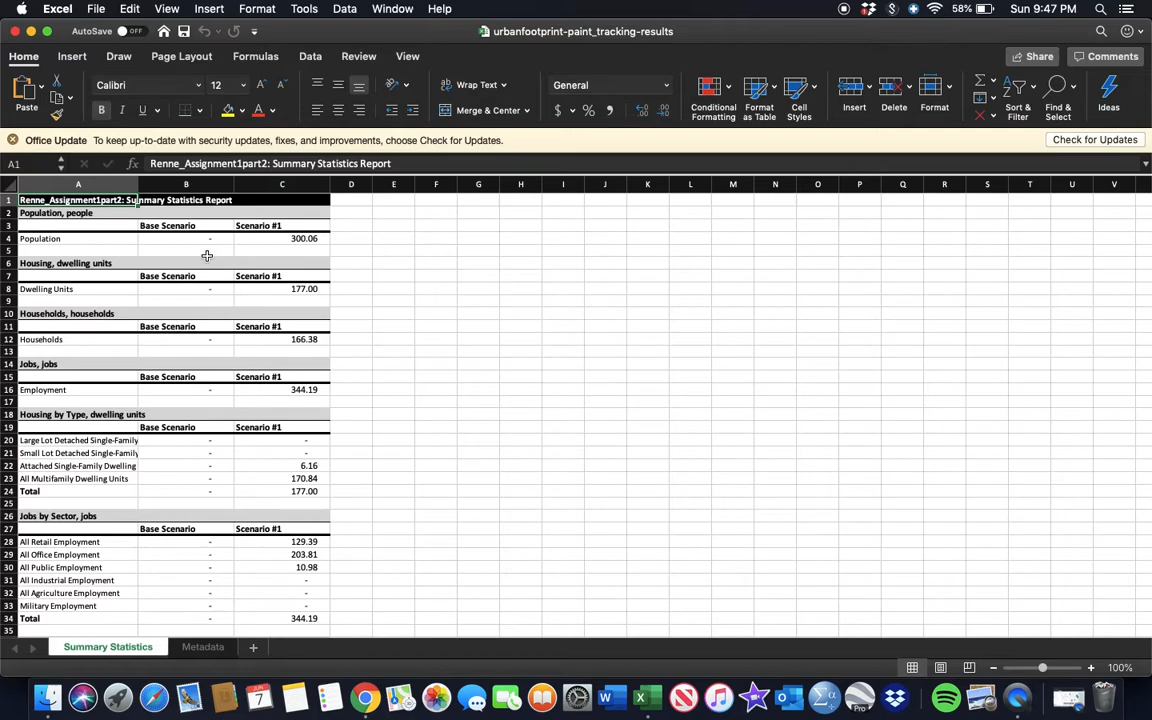 Excel File Edit View Insert Format Tools Data Window Help 58% Sun 9:47 PM
AutoSave OFF urbanfootprint-paint_tracking-results
Home Insert Draw Page Layout Formulas Data Review View Share Comments
Paste Calibri 12 A^ A˅ Wrap Text General
B I U A Merge & Center $ % Conditional Formatting Format as Table Cell Styles Insert Delete Format Sort & Filter Find & Select Ideas
Office Update To keep up-to-date with security updates, fixes, and improvements, choose Check for Updates. Check for Updates
A1 fx Renne_Assignment1part2: Summary Statistics Report
A B C D E F G H I J K L M N O P Q R S T U V
1 Renne_Assignment1part2: Summary Statistics Report
2 Population, people
3 Base Scenario Scenario #1
4 Population - 300.06
5
6 Housing, dwelling units
7 Base Scenario Scenario #1
8 Dwelling Units - 177.00
9
10 Households, households
11 Base Scenario Scenario #1
12 Households - 166.38
13
14 Jobs, jobs
15 Base Scenario Scenario #1
16 Employment - 344.19
17
18 Housing by Type, dwelling units
19 Base Scenario Scenario #1
20 Large Lot Detached Single-Family - -
21 Small Lot Detached Single-Family - -
22 Attached Single-Family Dwelling - 6.16
23 All Multifamily Dwelling Units - 170.84
24 Total - 177.00
25
26 Jobs by Sector, jobs
27 Base Scenario Scenario #1
28 All Retail Employment - 129.39
29 All Office Employment - 203.81
30 All Public Employment - 10.98
31 All Industrial Employment - -
32 All Agriculture Employment - -
33 Military Employment - -
34 Total - 344.19
35
Summary Statistics Metadata +
100%
JUN
7
Pro